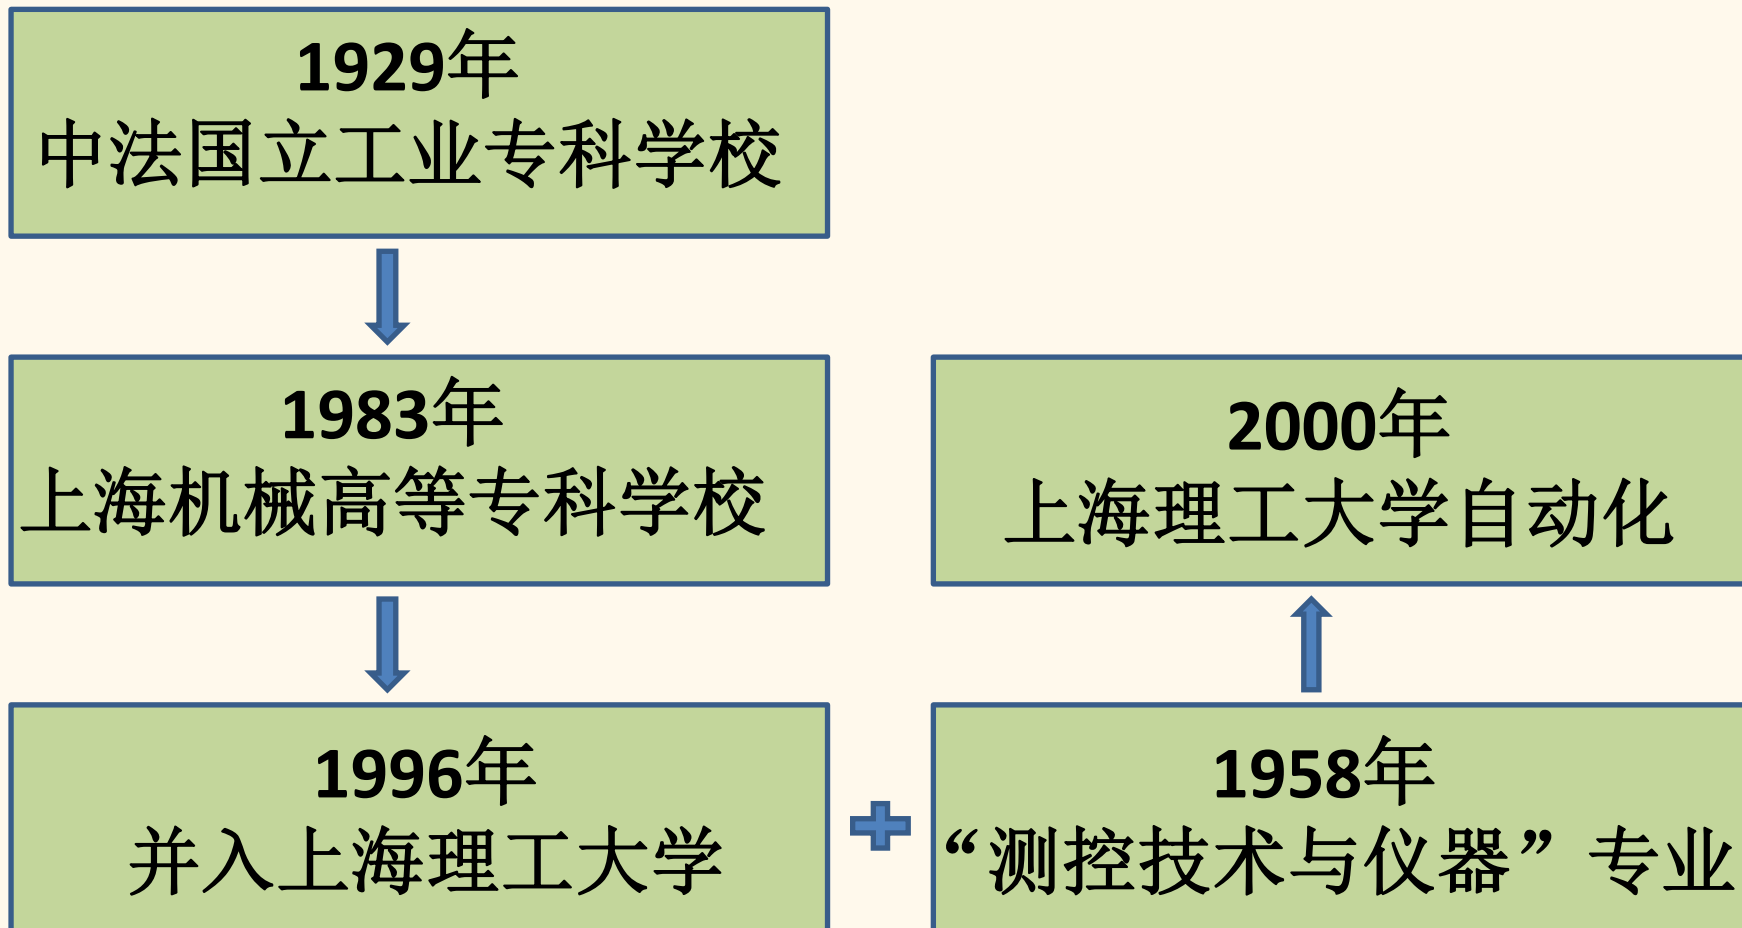 1929年
中法国立工业专科学校
1983年
上海机械高等专科学校
1996年
并入上海理工大学
1958年
“测控技术与仪器”专业
2000年
上海理工大学自动化